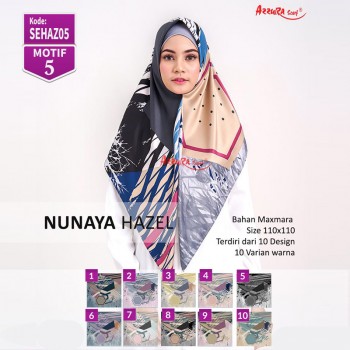 Kode:
SEHAZ05
MOTIF
5
Azzura
NUNAYA HAZEL
Bahan Maxmara
Size 110x110
Terdiri dari 10 Design
10 Varian warna
1 2 3 4 5
6 7 8 9 10